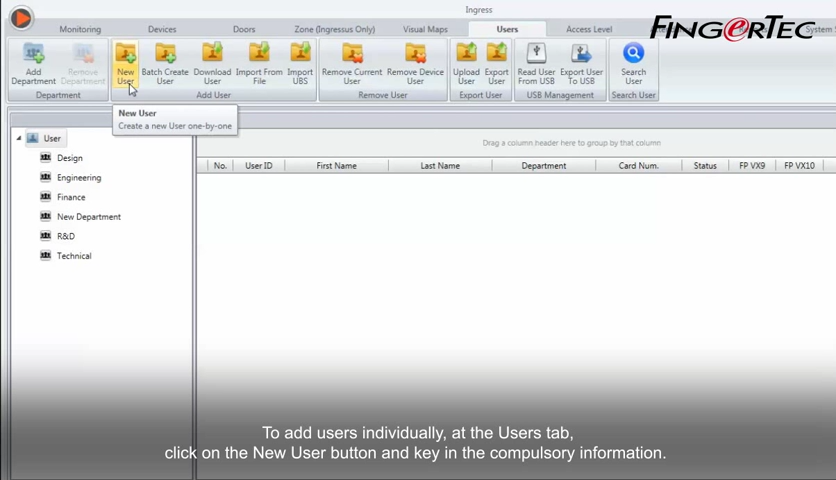 Ingress
Monitoring Devices Doors Zone (Ingressus Only) Visual Maps Users Access Level System S
FINGERTEC
Add Department
Remove Department
New User
Batch Create User
Download User
Import From File
Import UBS
Remove Current User
Remove Device User
Upload User
Export User
Read User From USB
Export User To USB
Search User
Department Add User Remove User Export User USB Management Search User
New User
Create a new User one-by-one
User
Design
Engineering
Finance
New Department
R&D
Technical
Drag a column header here to group by that column
No. User ID First Name Last Name Department Card Num. Status FP VX9 FP VX10
To add users individually, at the Users tab,
click on the New User button and key in the compulsory information.